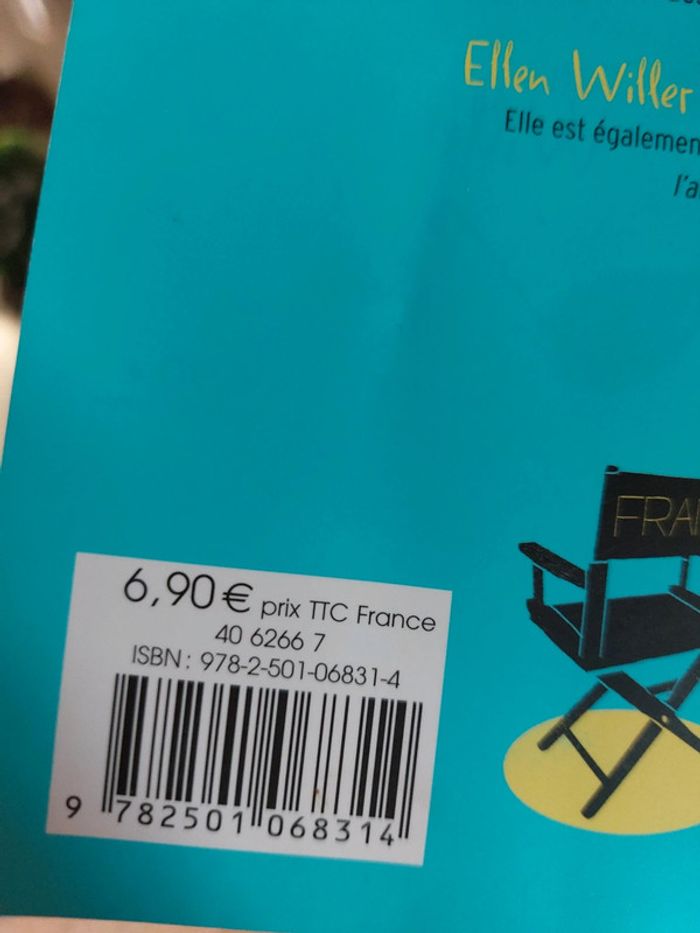 Ellen Willer
Elle est également
l'a
FRA
6,90€ prix TTC France
40 6266 7
ISBN : 978-2-501-06831-4
9 782501 068314